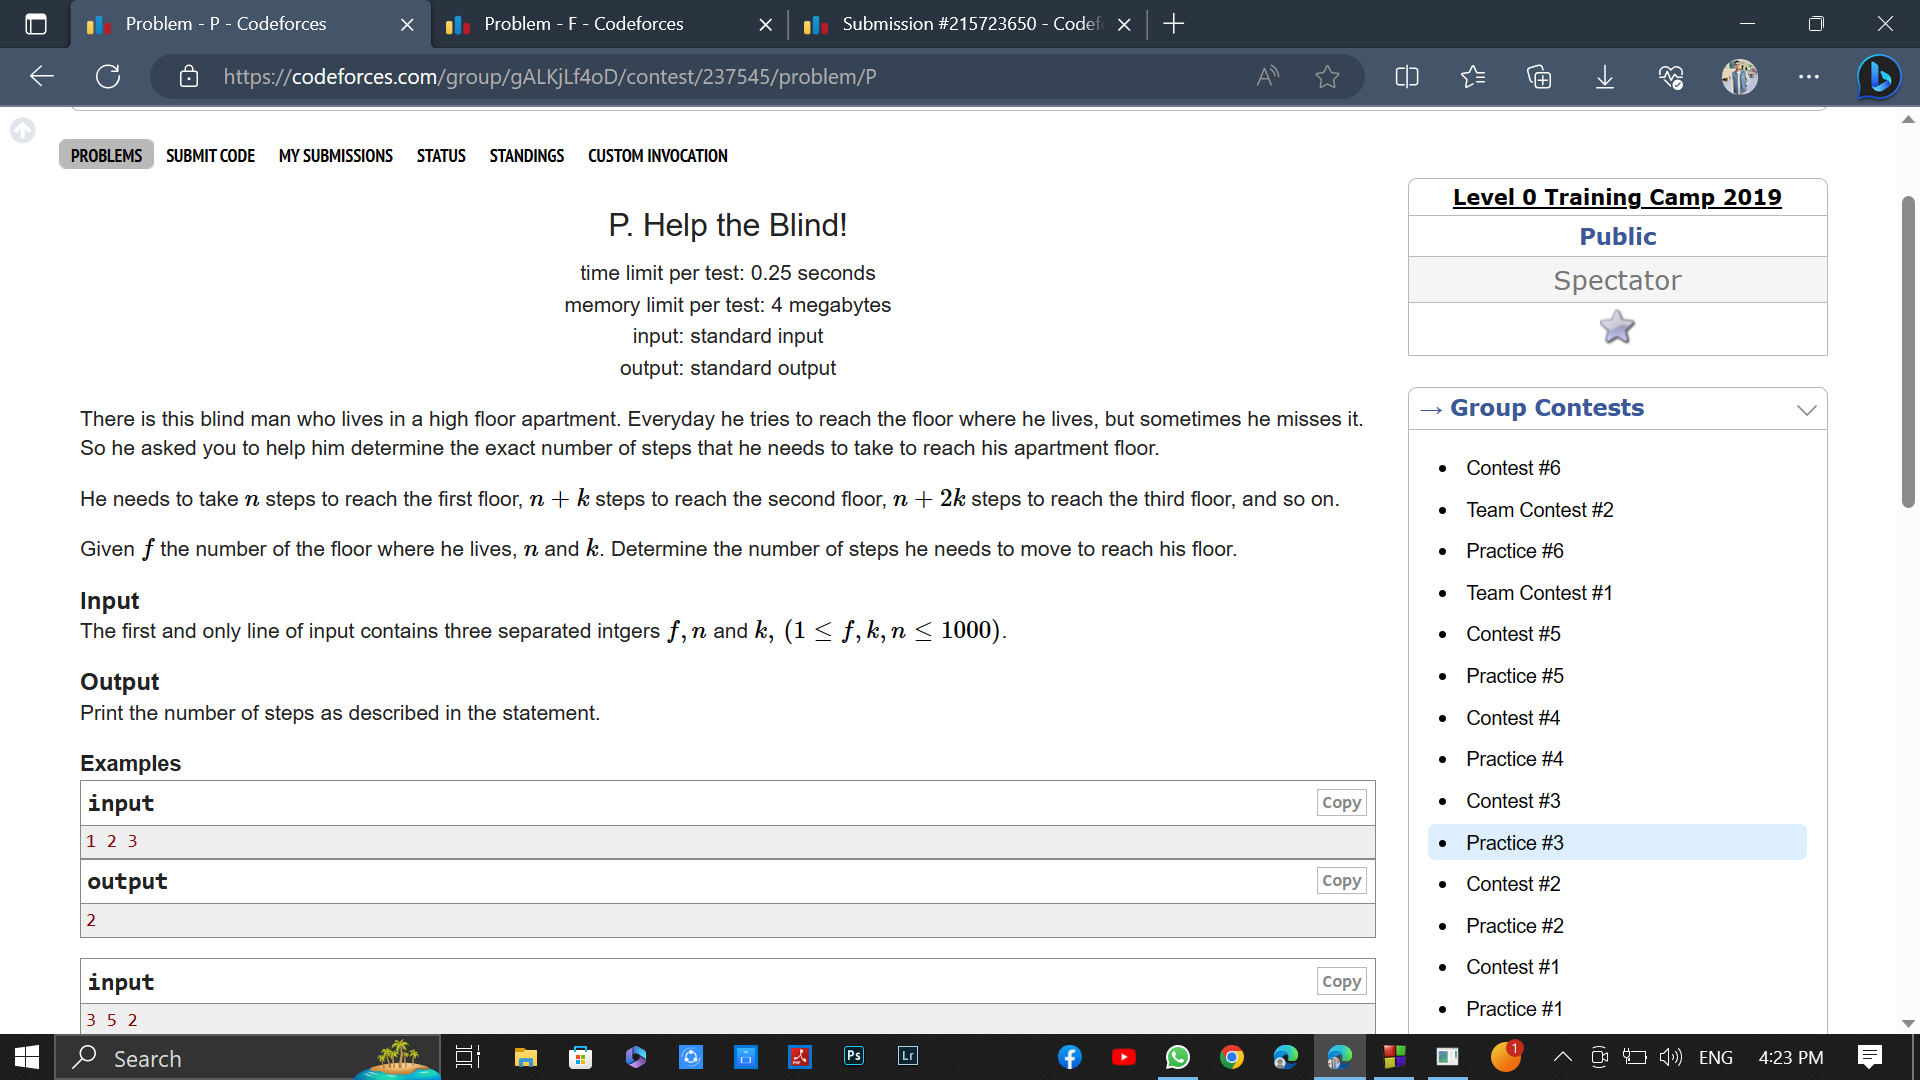 Problem - P - Codeforces
Problem - F - Codeforces
Submission #215723650 - Codef
https://codeforces.com/group/gALKjLf4oD/contest/237545/problem/P
PROBLEMS SUBMIT CODE MY SUBMISSIONS STATUS STANDINGS CUSTOM INVOCATION
P. Help the Blind!
time limit per test: 0.25 seconds
memory limit per test: 4 megabytes
input: standard input
output: standard output
There is this blind man who lives in a high floor apartment. Everyday he tries to reach the floor where he lives, but sometimes he misses it.
So he asked you to help him determine the exact number of steps that he needs to take to reach his apartment floor.
He needs to take n steps to reach the first floor, n + k steps to reach the second floor, n + 2k steps to reach the third floor, and so on.
Given f the number of the floor where he lives, n and k. Determine the number of steps he needs to move to reach his floor.
Input
The first and only line of input contains three separated intgers f, n and k, (1 ≤ f, k, n ≤ 1000).
Output
Print the number of steps as described in the statement.
Examples
input
Copy
1 2 3
output
Copy
2
input
Copy
3 5 2
Level 0 Training Camp 2019
Public
Spectator
→ Group Contests
Contest #6
Team Contest #2
Practice #6
Team Contest #1
Contest #5
Practice #5
Contest #4
Practice #4
Contest #3
Practice #3
Contest #2
Practice #2
Contest #1
Practice #1
Search
Ps
Lr
1
ENG
4:23 PM